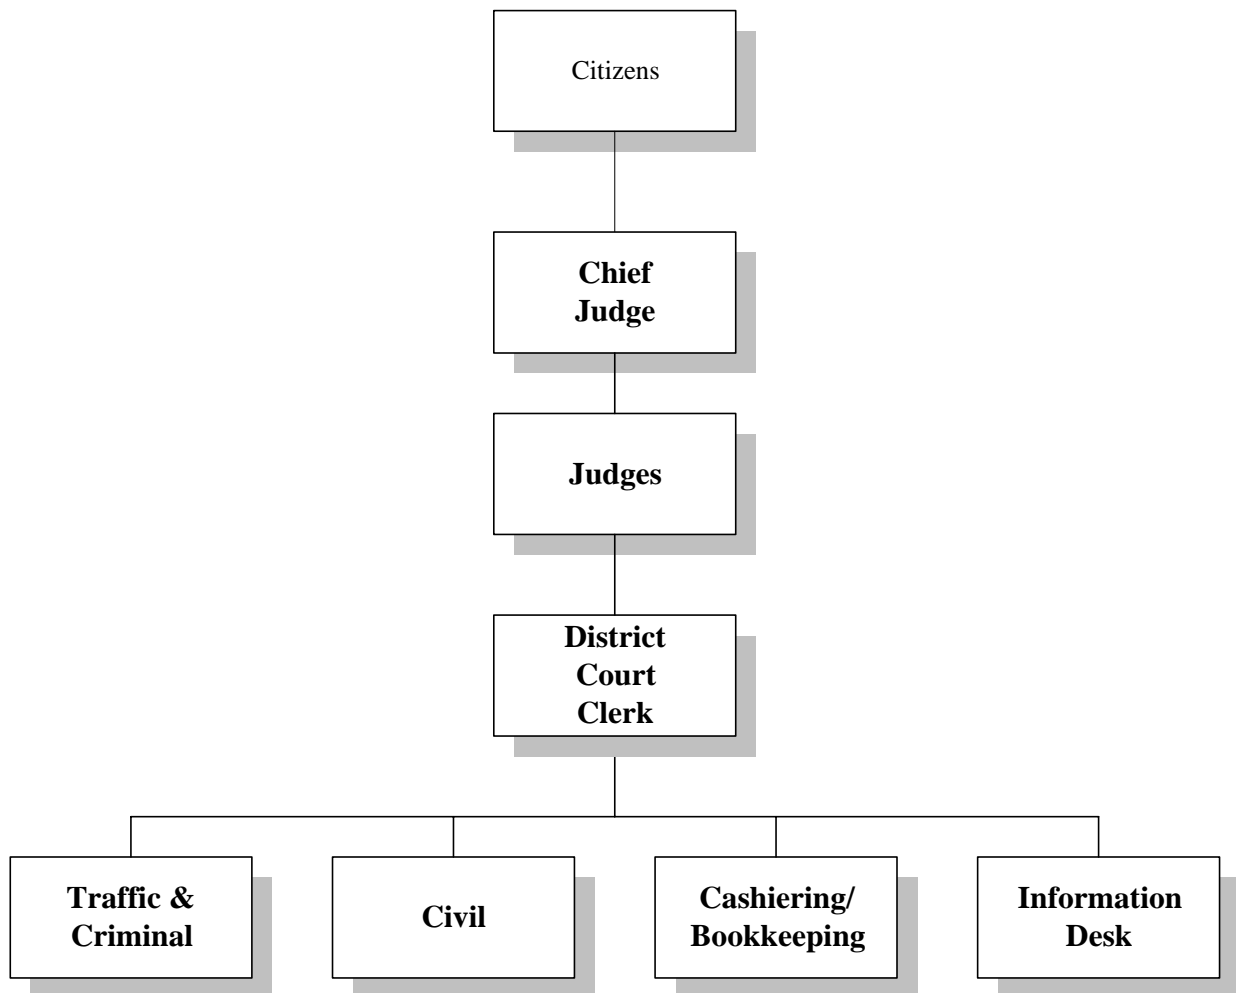 Citizens
Chief
Judge
Judges
District
Court
Clerk
Traffic &
Criminal
Civil
Cashiering/
Bookkeeping
Information
Desk